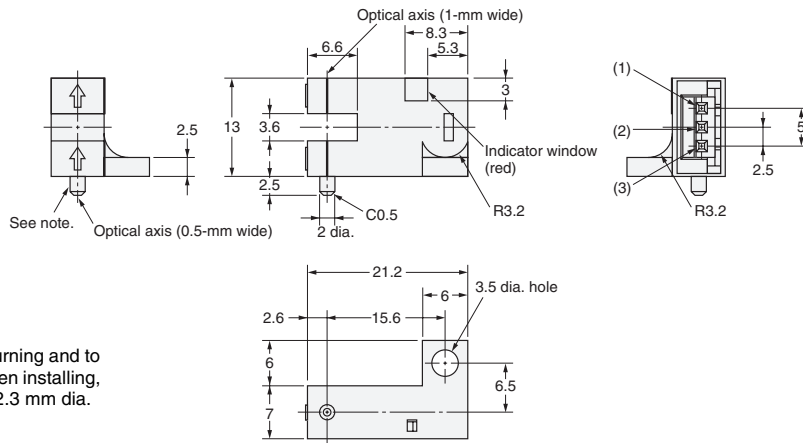 Optical axis (1-mm wide)
8.3
6.6
5.3
3
(1)
(2)
(3)
2.5
13
3.6
2.5
Indicator window
(red)
5
2.5
See note.
Optical axis (0.5-mm wide)
C0.5
2 dia.
R3.2
R3.2
21.2
6
3.5 dia. hole
2.6
15.6
6
7
6.5
urning and to
en installing,
2.3 mm dia.